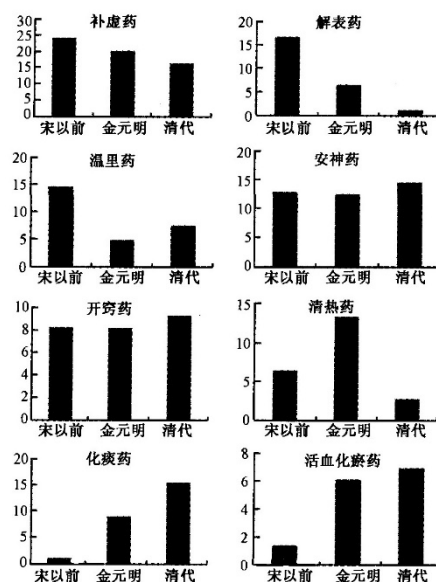 补虚药
30
25
20
15
10
5
0
宋以前 金元明 清代
解表药
20
15
10
5
0
宋以前 金元明 清代
温里药
20
15
10
5
0
宋以前 金元明 清代
安神药
20
15
10
5
0
宋以前 金元明 清代
开窍药
10
8
6
4
2
0
宋以前 金元明 清代
清热药
15
10
5
0
宋以前 金元明 清代
化痰药
20
15
10
5
0
宋以前 金元明 清代
活血化瘀药
8
6
4
2
0
宋以前 金元明 清代